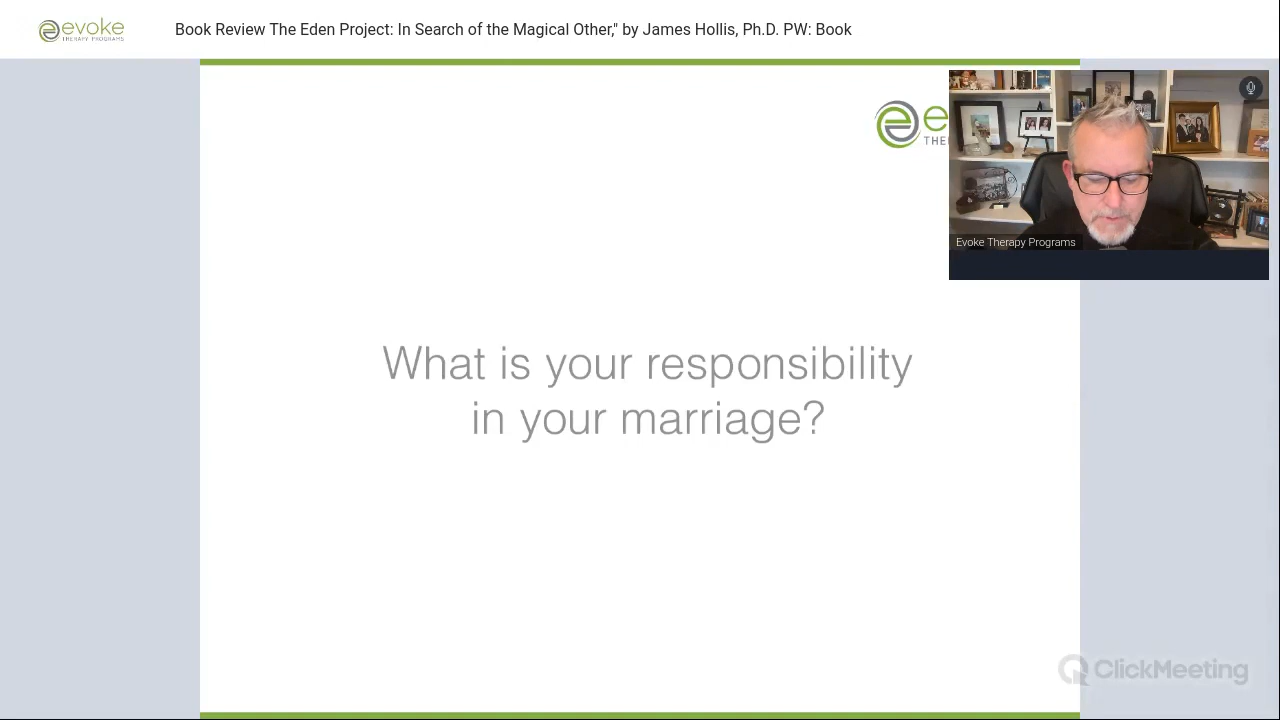 evoke
THERAPY PROGRAMS
Book Review The Eden Project: In Search of the Magical Other," by James Hollis, Ph.D. PW: Book
e
THE
Evoke Therapy Programs
What is your responsibility
in your marriage?
ClickMeeting